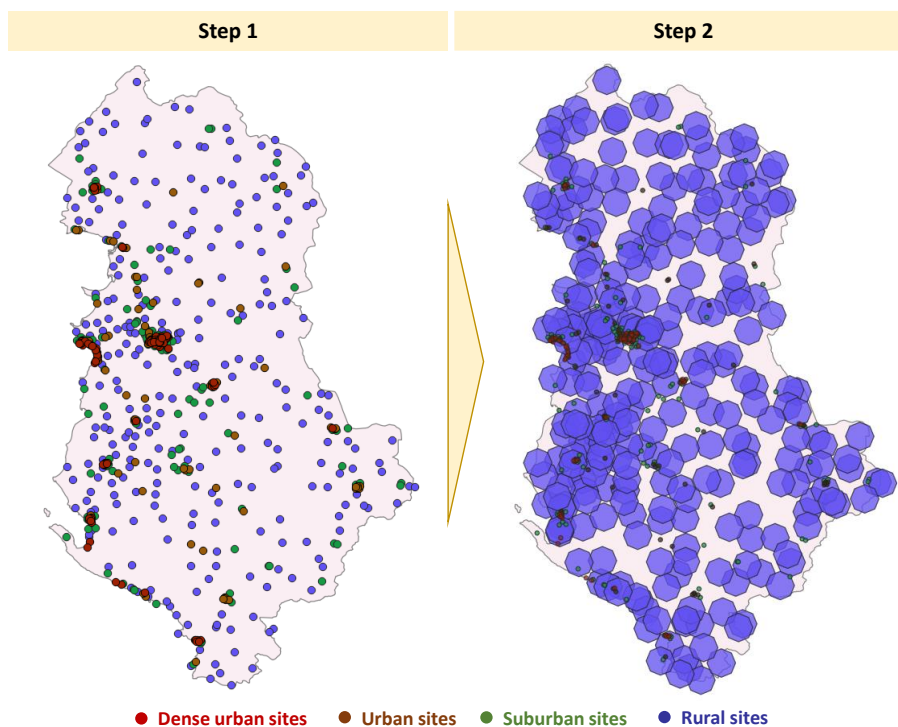 Step 1
Step 2
Dense urban sites
Urban sites
Suburban sites
Rural sites